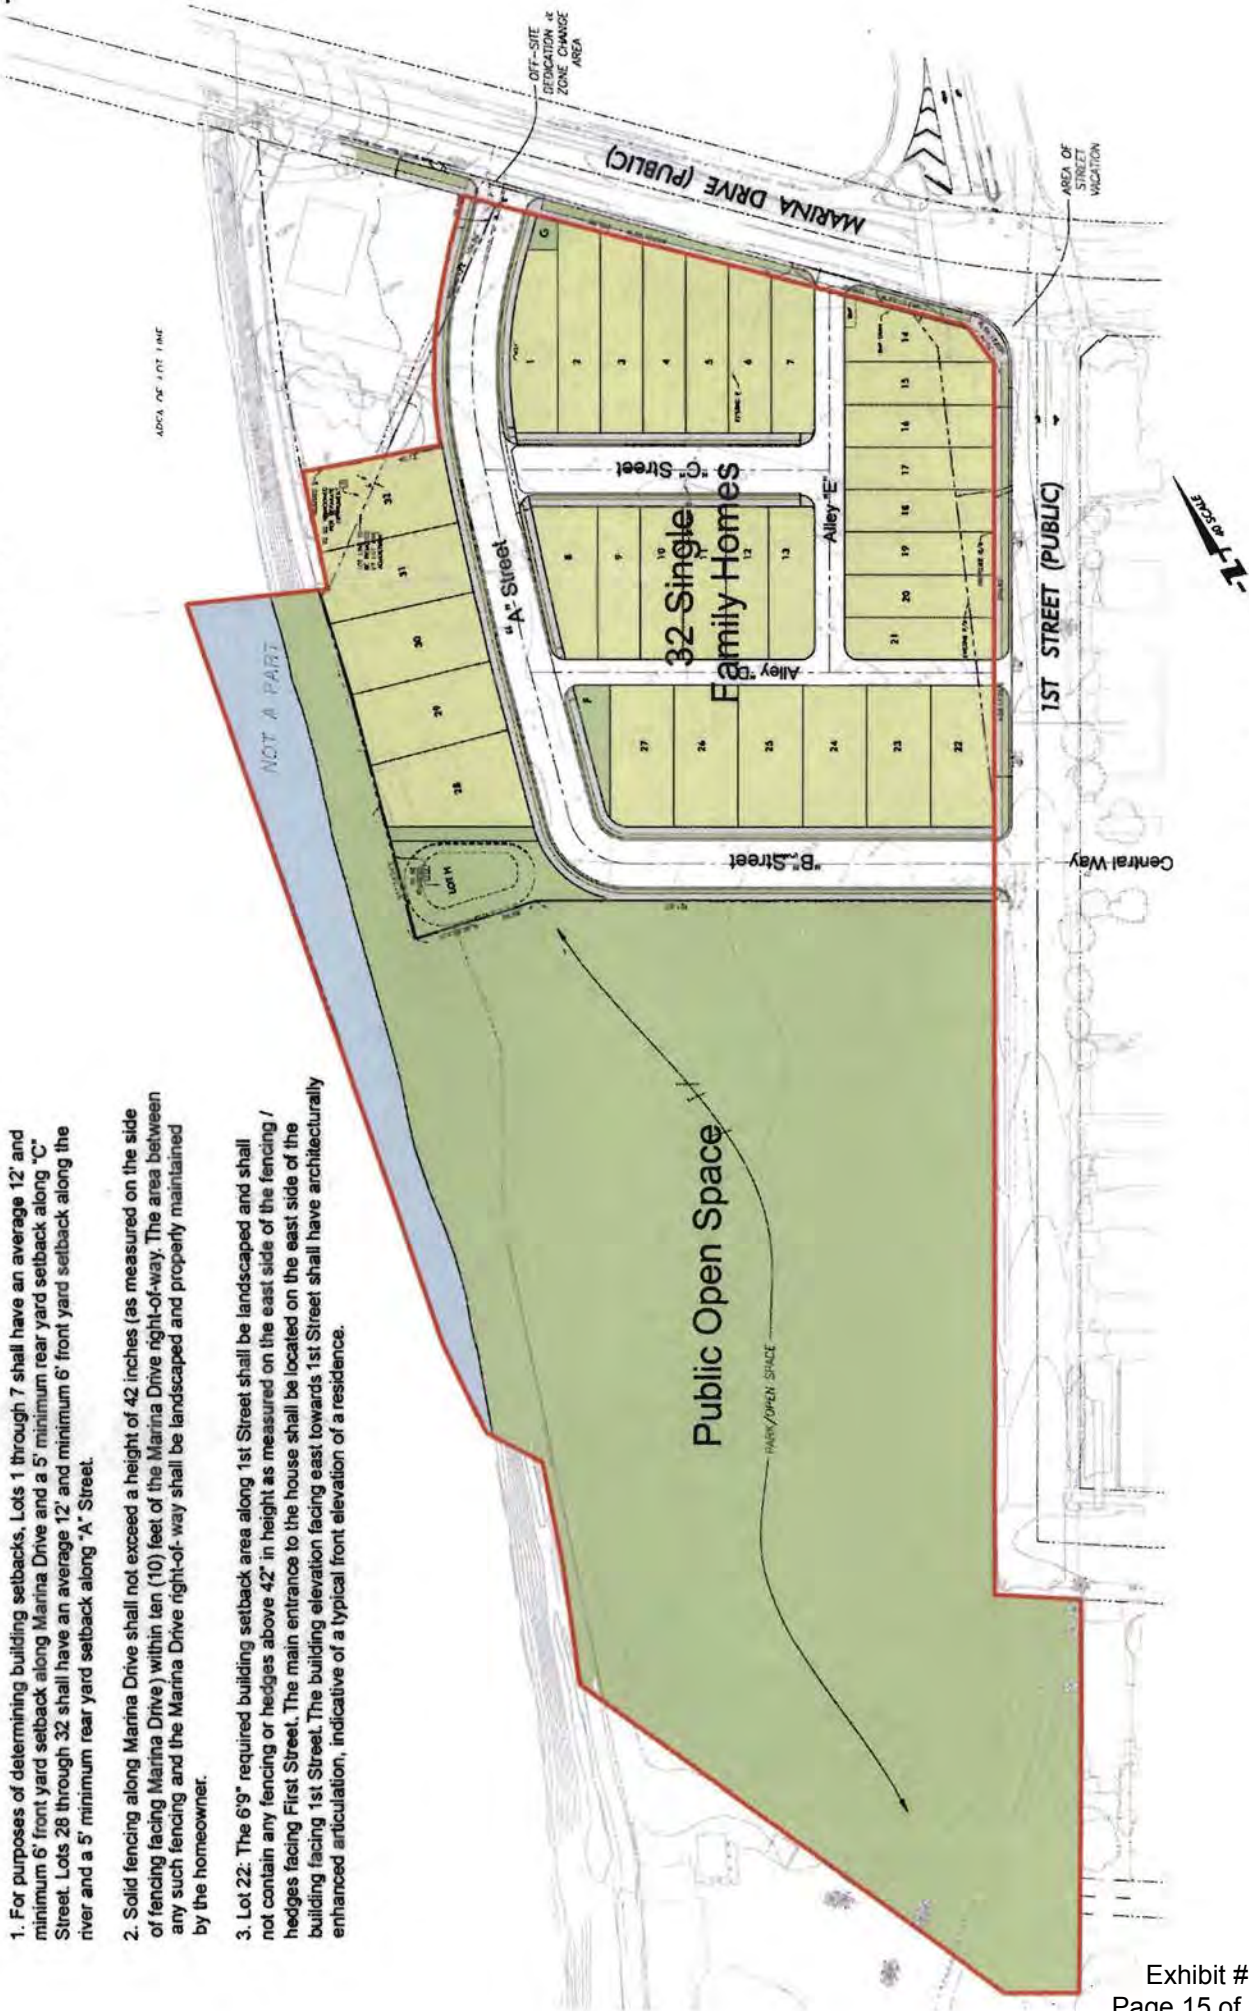 1. For purposes of determining building setbacks, Lots 1 through 7 shall have an average 12' and
minimum 6' front yard setback along Marina Drive and a 5' minimum rear yard setback along "C"
Street. Lots 28 through 32 shall have an average 12' and minimum 6' front yard setback along the
river and a 5' minimum rear yard setback along "A" Street.
2. Solid fencing along Marina Drive shall not exceed a height of 42 inches (as measured on the side
of fencing facing Marina Drive) within ten (10) feet of the Marina Drive right-of-way. The area between
any such fencing and the Marina Drive right-of- way shall be landscaped and properly maintained
by the homeowner.
3. Lot 22: The 6'9" required building setback area along 1st Street shall be landscaped and shall
not contain any fencing or hedges above 42" in height as measured on the east side of the fencing /
hedges facing First Street. The main entrance to the house shall be located on the east side of the
building facing 1st Street. The building elevation facing east towards 1st Street shall have architecturally
enhanced articulation, indicative of a typical front elevation of a residence.
OFF-SITE
DEDICATION &
ZONE CHANGE
AREA
MARINA DRIVE (PUBLIC)
AREA OF
STREET
VACATION
NOT A PART
"A" Street
"C" Street
Alley "E"
Alley "D"
"B" Street
Central Way
1ST STREET (PUBLIC)
32 Single
Family Homes
G
1
2
3
4
5
6
7
8
9
10
11
12
13
14
15
16
17
18
19
20
21
22
23
24
25
26
27
F
28
29
30
31
32
LOT H
Public Open Space
PARK/OPEN SPACE
40 SCALE
Exhibit #
Page 15 of